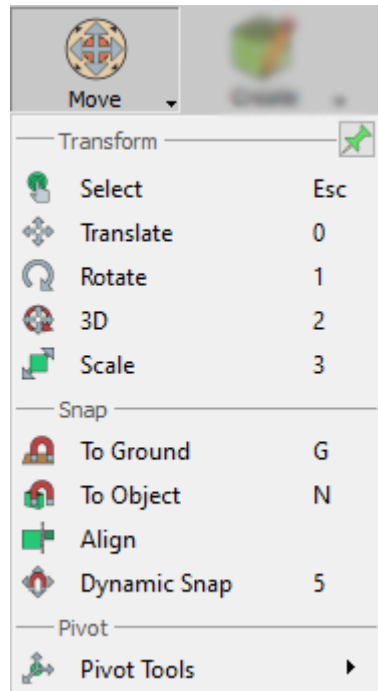 Move
Transform
Select Esc
Translate 0
Rotate 1
3D 2
Scale 3
Snap
To Ground G
To Object N
Align
Dynamic Snap 5
Pivot
Pivot Tools